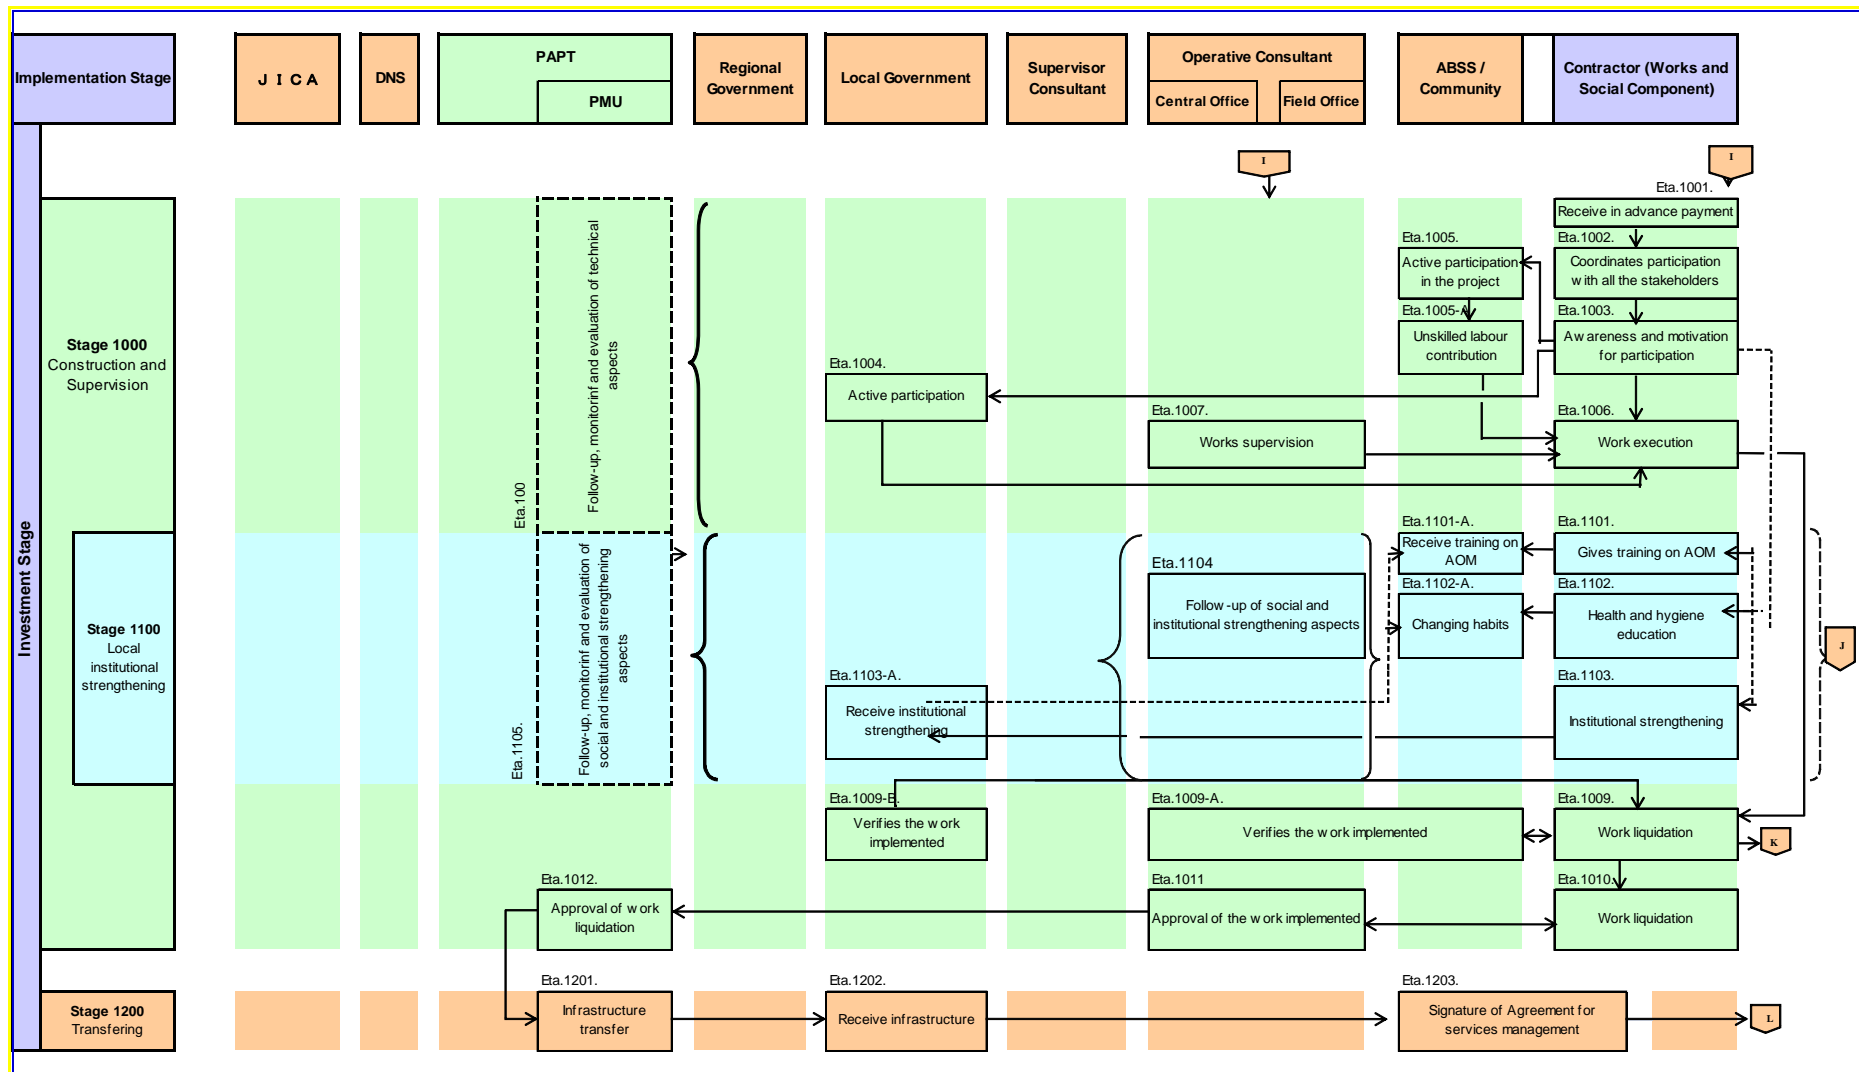 Implementation Stage
ＪＩＣＡ
DNS
PAPT
PMU
Regional
Government
Local Government
Supervisor
Consultant
Operative Consultant
Central Office
Field Office
ABSS /
Community
Contractor (Works and
Social Component)
I
I
Investment Stage
Stage 1000
Construction and
Supervision
Eta.100
Follow-up, monitorinf and evaluation of technical
aspects
Eta.1001.
Receive in advance payment
Eta.1005.
Active participation
in the project
Eta.1002.
Coordinates participation
with all the stakeholders
Eta.1005-A
Unskilled labour
contribution
Eta.1003.
Awareness and motivation
for participation
Eta.1004.
Active participation
Eta.1007.
Works supervision
Eta.1006.
Work execution
Stage 1100
Local
institutional
strengthening
Eta.1105.
Follow-up, monitorinf and evaluation of
social and institutional strengthening
aspects
Eta.1101-A.
Receive training on
AOM
Eta.1101.
Gives training on AOM
Eta.1104
Follow-up of social and
institutional strengthening aspects
Eta.1102-A.
Changing habits
Eta.1102.
Health and hygiene
education
J
Eta.1103-A.
Receive institutional
strengthening
Eta.1103.
Institutional strengthening
Eta.1009-B.
Verifies the work
implemented
Eta.1009-A.
Verifies the work implemented
Eta.1009.
Work liquidation
K
Eta.1012.
Approval of work
liquidation
Eta.1011
Approval of the work implemented
Eta.1010.
Work liquidation
Stage 1200
Transfering
Eta.1201.
Infrastructure
transfer
Eta.1202.
Receive infrastructure
Eta.1203.
Signature of Agreement for
services management
L